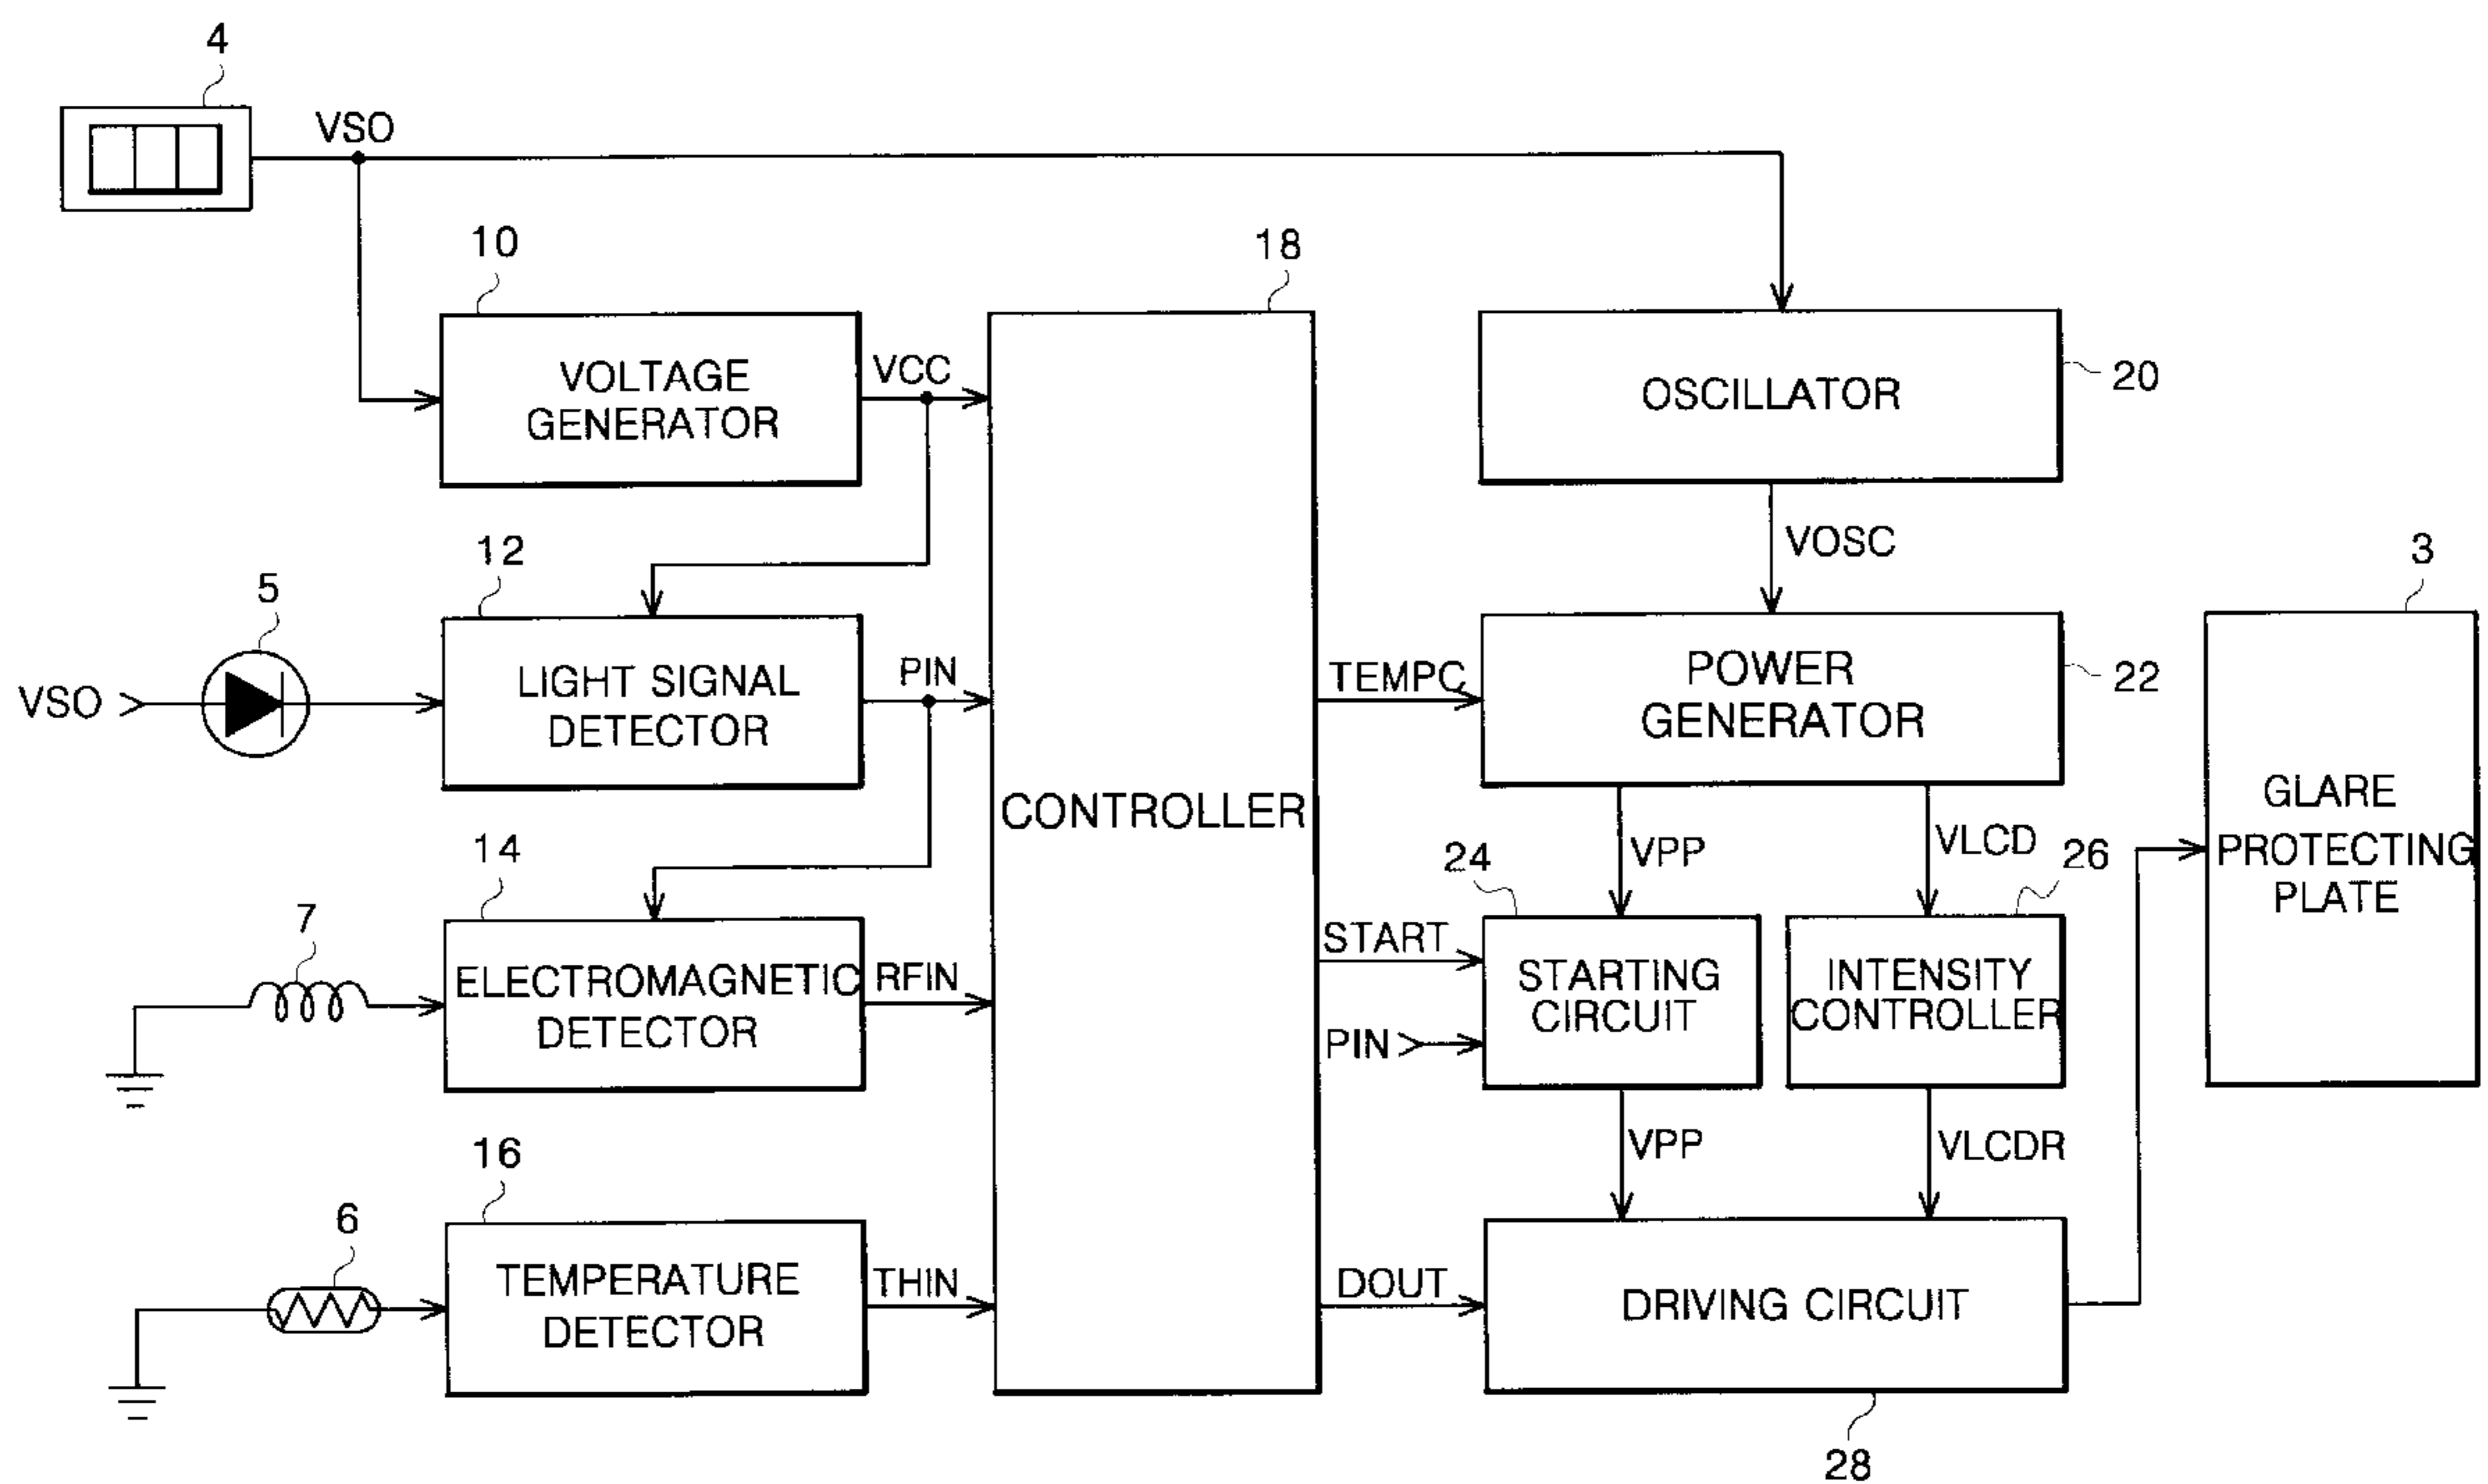 4
VSO
10
18
VOLTAGE
GENERATOR
VCC
OSCILLATOR
20
VOSC
12
5
VSO
LIGHT SIGNAL
DETECTOR
PIN
CONTROLLER
TEMPC
POWER
GENERATOR
22
3
GLARE
PROTECTING
PLATE
14
7
ELECTROMAGNETIC
DETECTOR
RFIN
24
VPP
VLCD
26
START
PIN
STARTING
CIRCUIT
INTENSITY
CONTROLLER
VPP
VLCDR
16
6
TEMPERATURE
DETECTOR
THIN
DOUT
DRIVING CIRCUIT
28